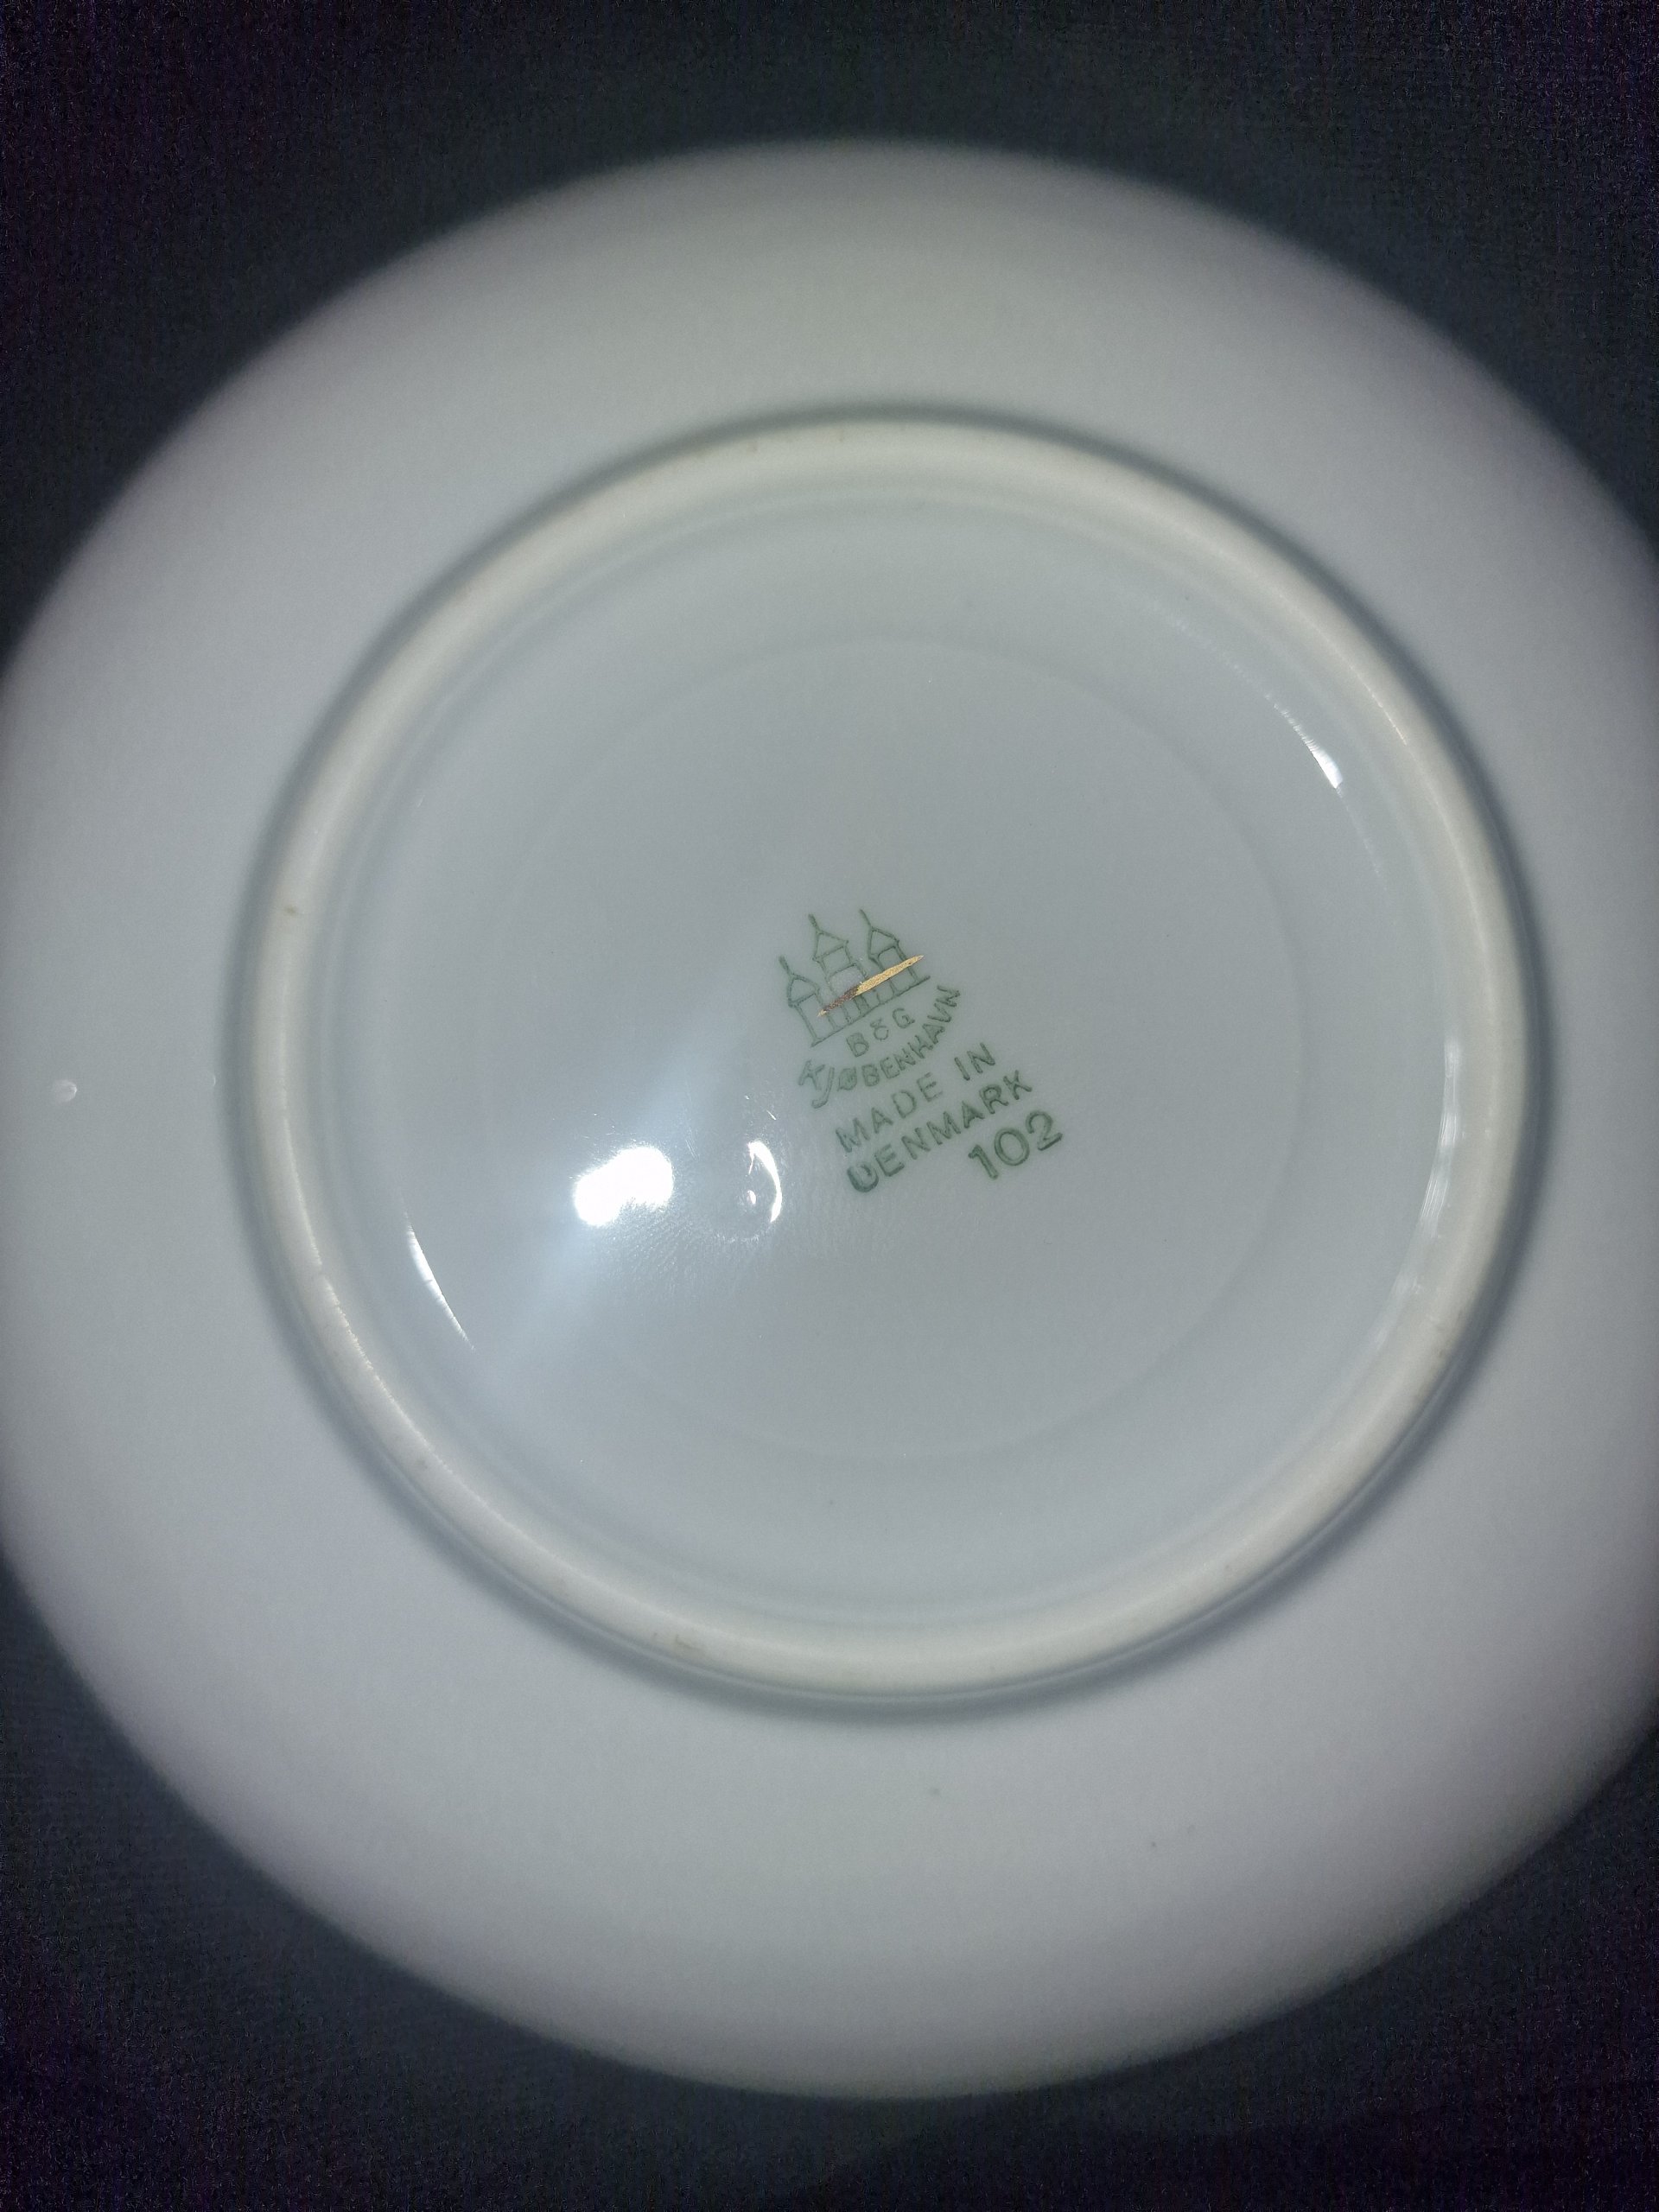 B&G
KJØBENHAVN
MADE IN
DENMARK
102